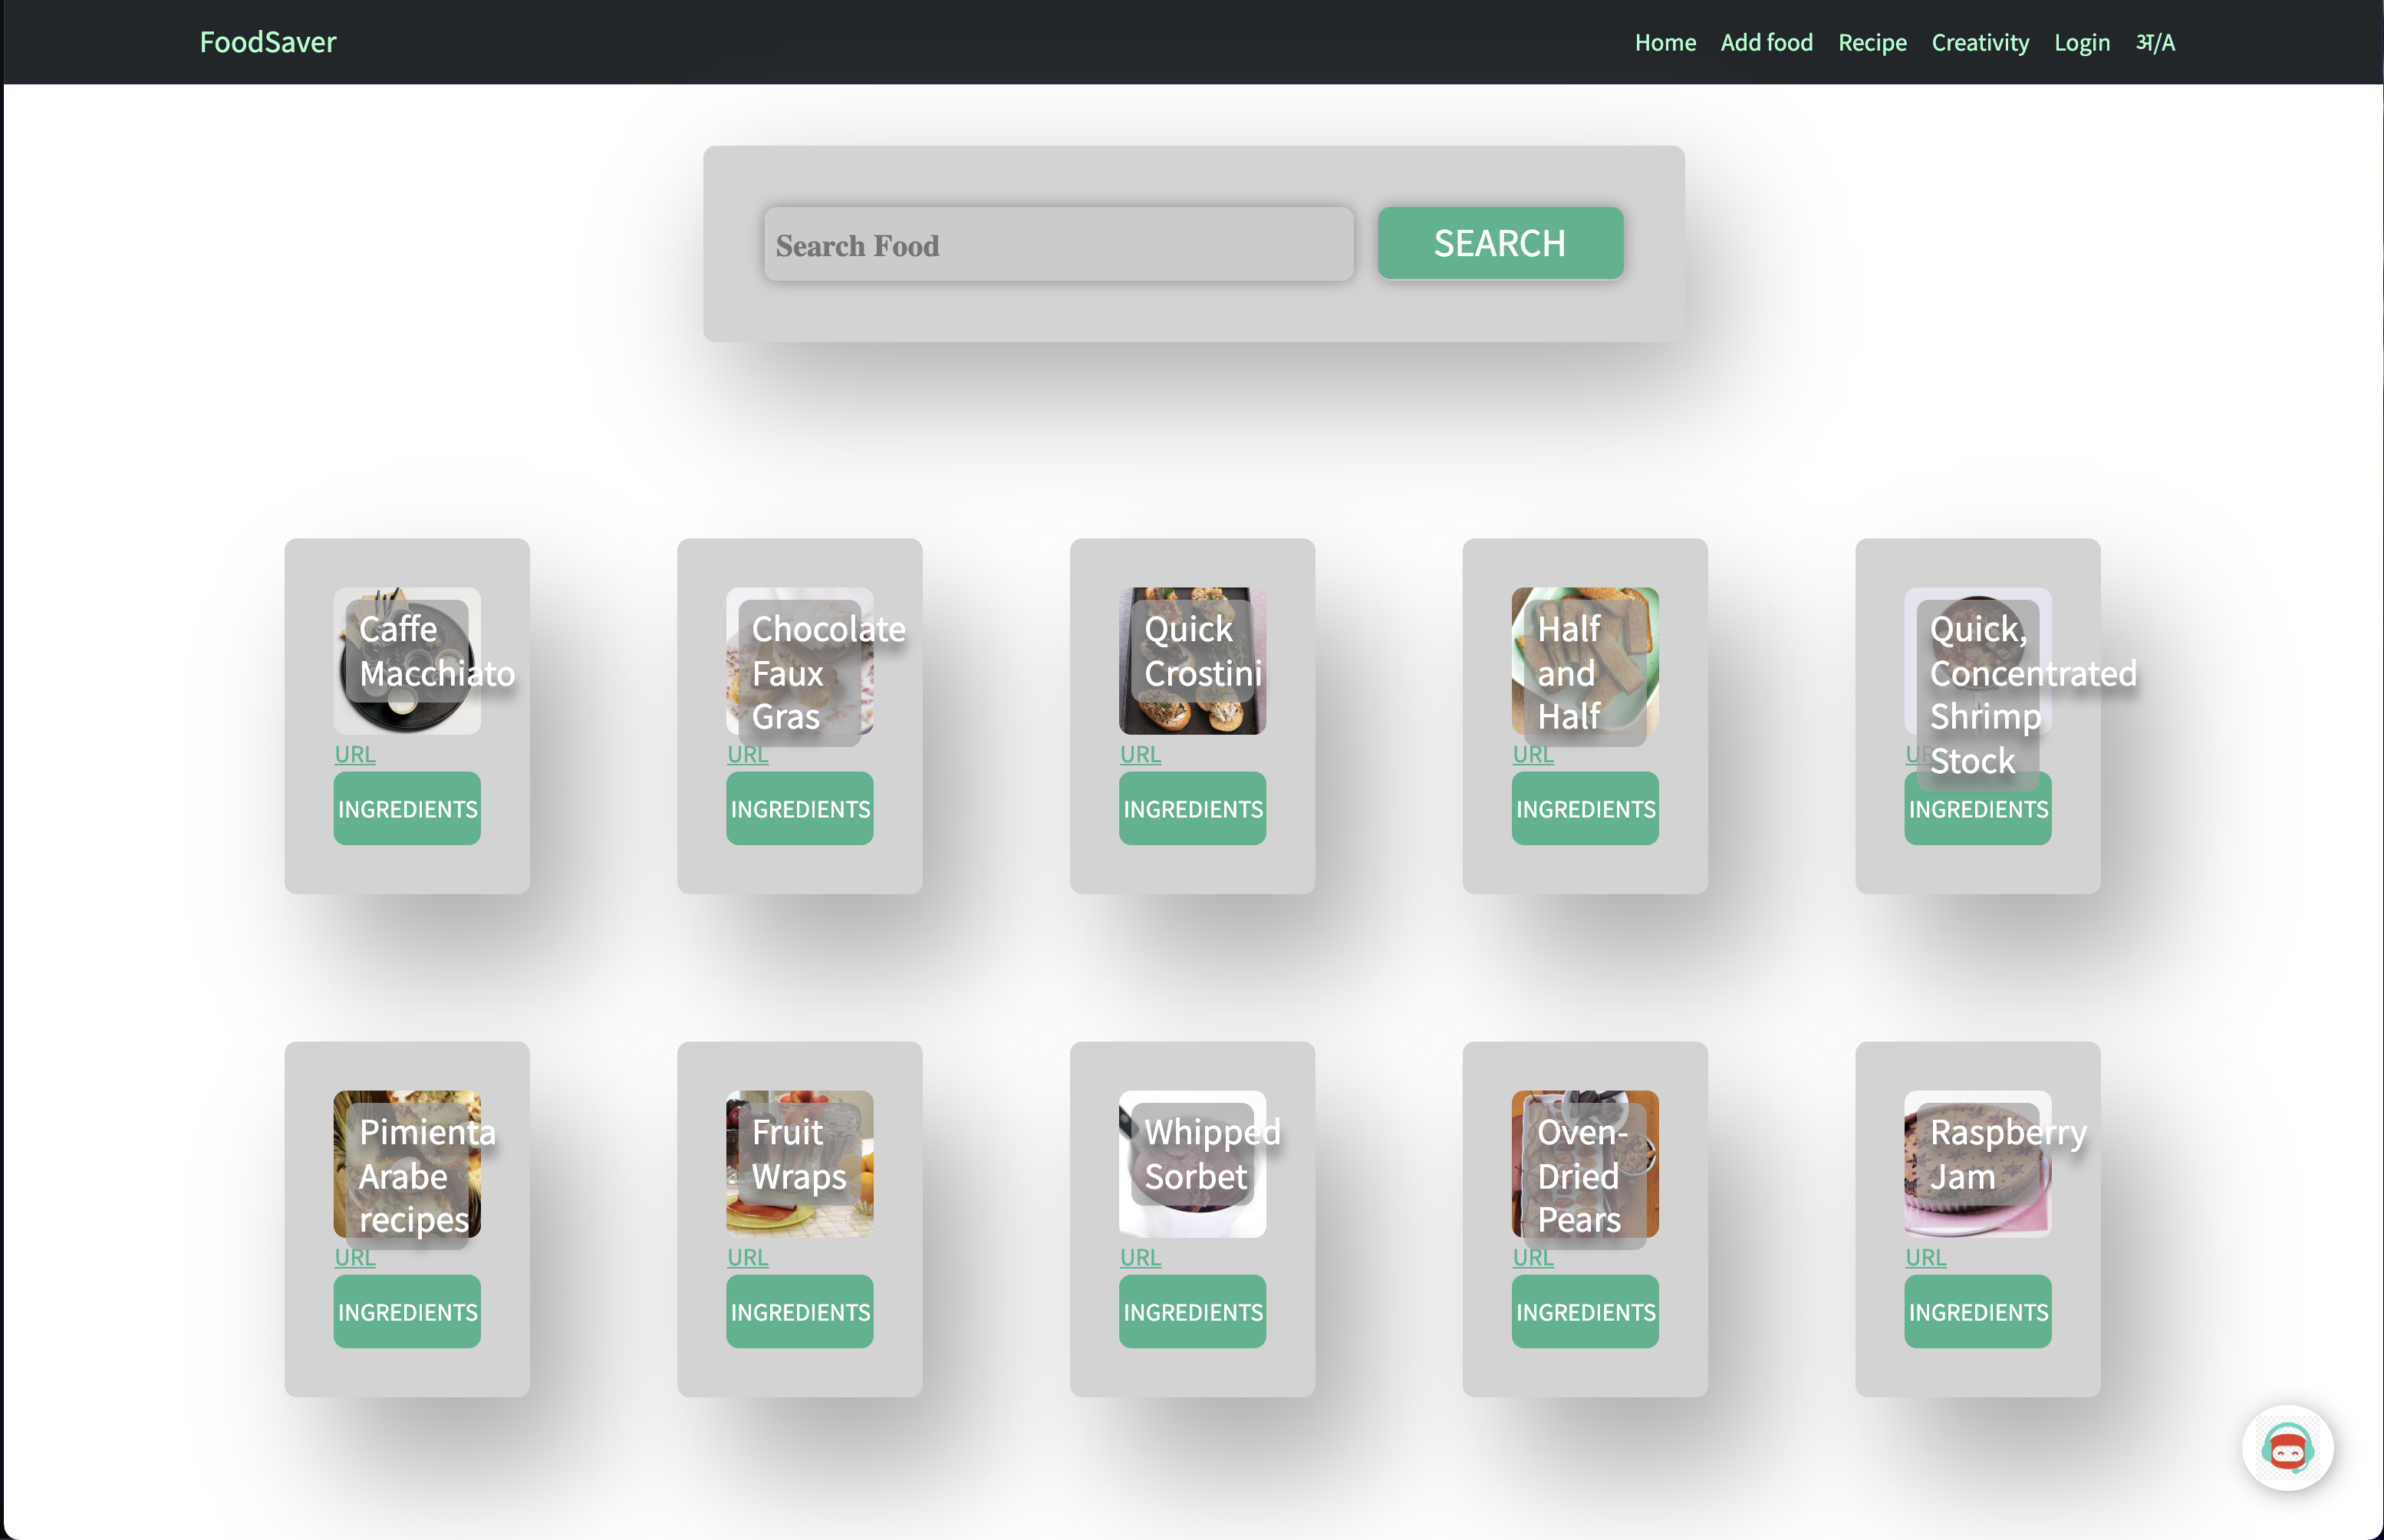 FoodSaver
Home Add food Recipe Creativity Login अ/A
Search Food
SEARCH
Caffe
Macchiato
URL
INGREDIENTS
Chocolate
Faux
Gras
URL
INGREDIENTS
Quick
Crostini
URL
INGREDIENTS
Half
and
Half
URL
INGREDIENTS
Quick,
Concentrated
Shrimp
Stock
URL
INGREDIENTS
Pimienta
Arabe
recipes
URL
INGREDIENTS
Fruit
Wraps
URL
INGREDIENTS
Whipped
Sorbet
URL
INGREDIENTS
Oven-
Dried
Pears
URL
INGREDIENTS
Raspberry
Jam
URL
INGREDIENTS